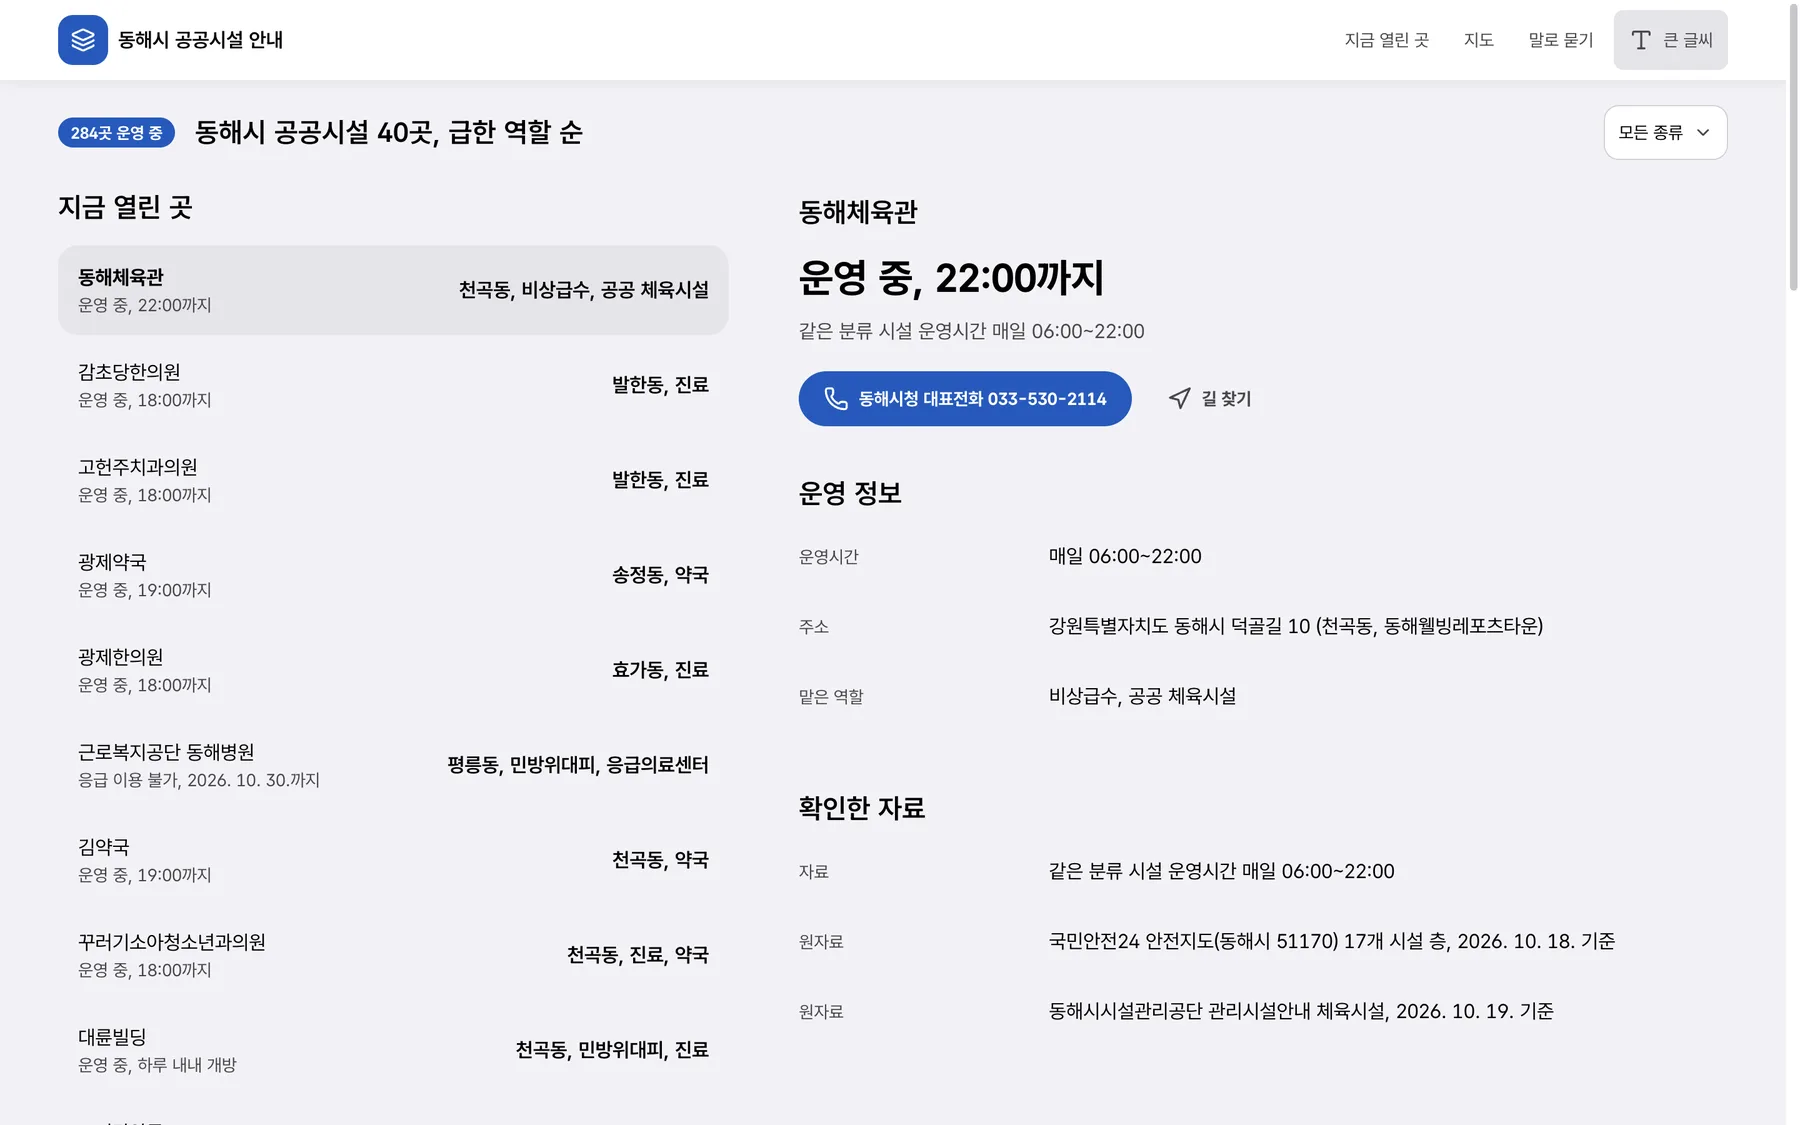 동해시 공공시설 안내
지금 열린 곳
지도
말로 묻기
큰 글씨
284곳 운영 중
동해시 공공시설 40곳, 급한 역할 순
모든 종류
지금 열린 곳
동해체육관
운영 중, 22:00까지
천곡동, 비상급수, 공공 체육시설
감초당한의원
운영 중, 18:00까지
발한동, 진료
고헌주치과의원
운영 중, 18:00까지
발한동, 진료
광제약국
운영 중, 19:00까지
송정동, 약국
광제한의원
운영 중, 18:00까지
효가동, 진료
근로복지공단 동해병원
응급 이용 불가, 2026. 10. 30.까지
평릉동, 민방위대피, 응급의료센터
김약국
운영 중, 19:00까지
천곡동, 약국
꾸러기소아청소년과의원
운영 중, 18:00까지
천곡동, 진료, 약국
대륜빌딩
운영 중, 하루 내내 개방
천곡동, 민방위대피, 진료
동해체육관
운영 중, 22:00까지
같은 분류 시설 운영시간 매일 06:00~22:00
동해시청 대표전화 033-530-2114
길 찾기
운영 정보
운영시간
매일 06:00~22:00
주소
강원특별자치도 동해시 덕골길 10 (천곡동, 동해웰빙레포츠타운)
맡은 역할
비상급수, 공공 체육시설
확인한 자료
자료
같은 분류 시설 운영시간 매일 06:00~22:00
원자료
국민안전24 안전지도(동해시 51170) 17개 시설 층, 2026. 10. 18. 기준
원자료
동해시시설관리공단 관리시설안내 체육시설, 2026. 10. 19. 기준